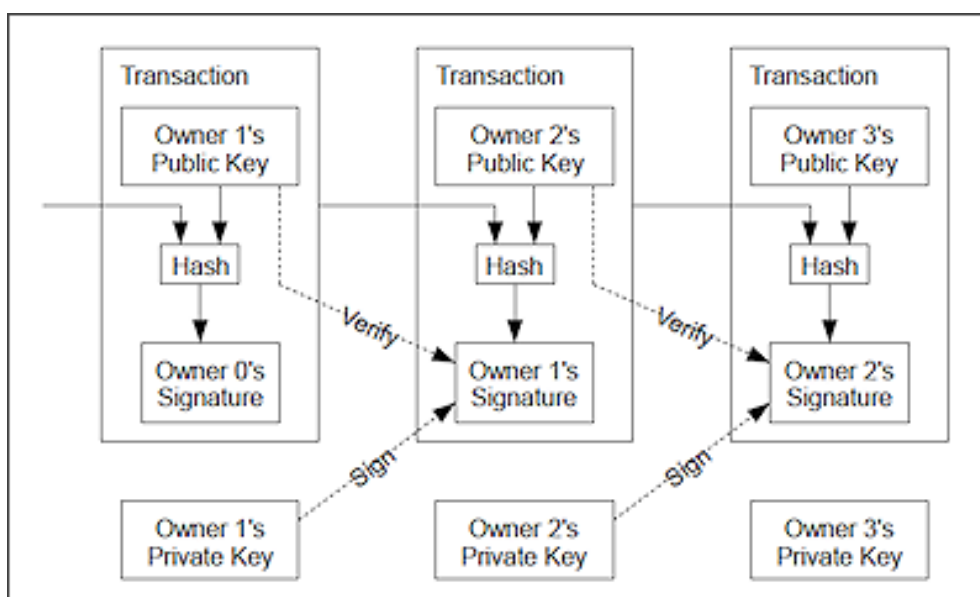 Transaction
Transaction
Transaction
Owner 1's
Public Key
Owner 2's
Public Key
Owner 3's
Public Key
Hash
Hash
Hash
Verify
Verify
Owner 0's
Signature
Owner 1's
Signature
Owner 2's
Signature
Sign
Sign
Owner 1's
Private Key
Owner 2's
Private Key
Owner 3's
Private Key